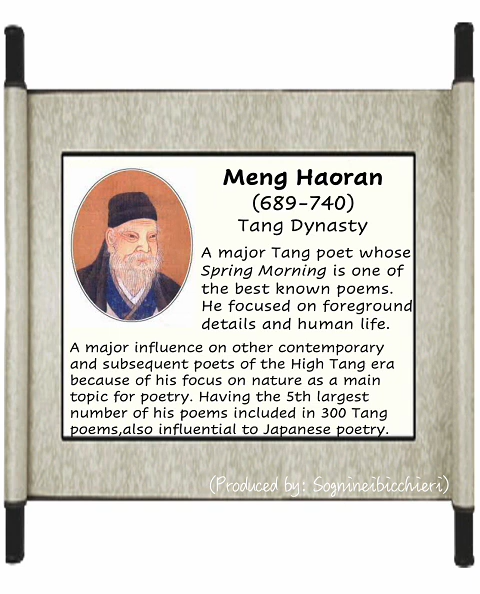 Meng Haoran
(689-740)
Tang Dynasty
A major Tang poet whose
Spring Morning is one of
the best known poems.
He focused on foreground
details and human life.
A major influence on other contemporary
and subsequent poets of the High Tang era
because of his focus on nature as a main
topic for poetry. Having the 5th largest
number of his poems included in 300 Tang
poems,also influential to Japanese poetry.
(Produced by: Sognineibicchieri)